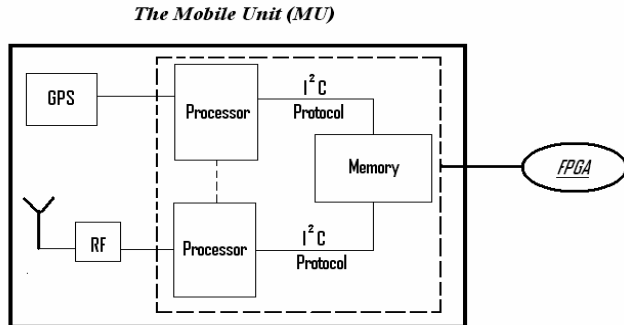 The Mobile Unit (MU)
GPS
Processor
I²C
Protocol
Memory
FPGA
RF
Processor
I²C
Protocol